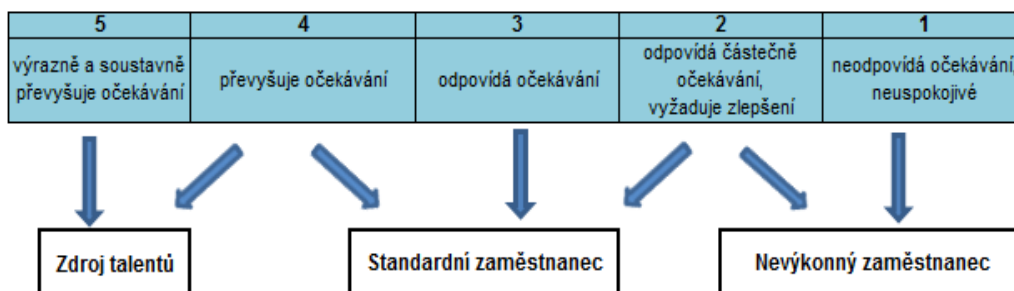 5 4 3 2 1
výrazně a soustavně
převyšuje očekávání
převyšuje očekávání
odpovídá očekávání
odpovídá částečně
očekávání,
vyžaduje zlepšení
neodpovídá očekávání,
neuspokojivé
Zdroj talentů
Standardní zaměstnanec
Nevýkonný zaměstnanec